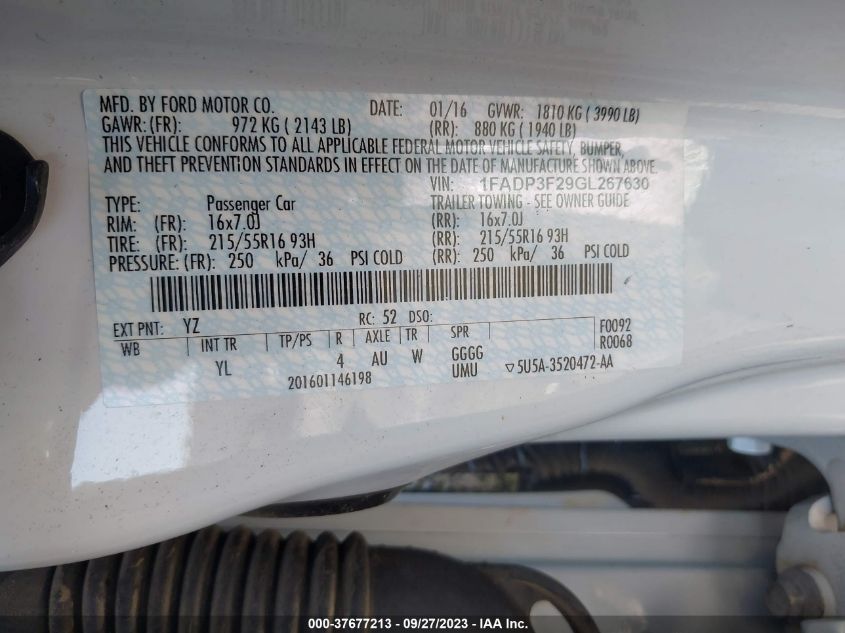 MFD. BY FORD MOTOR CO. DATE: 01/16 GVWR: 1810 KG ( 3990 LB)
GAWR: (FR): 972 KG ( 2143 LB) (RR): 880 KG ( 1940 LB)
THIS VEHICLE CONFORMS TO ALL APPLICABLE FEDERAL MOTOR VEHICLE SAFETY, BUMPER,
AND THEFT PREVENTION STANDARDS IN EFFECT ON THE DATE OF MANUFACTURE SHOWN ABOVE.
VIN: 1FADP3F29GL267630
TYPE: Passenger Car TRAILER TOWING - SEE OWNER GUIDE
RIM: (FR): 16x7.0J (RR): 16x7.0J
TIRE: (FR): 215/55R16 93H (RR): 215/55R16 93H
PRESSURE: (FR): 250 kPa/ 36 PSI COLD (RR): 250 kPa/ 36 PSI COLD
EXT PNT: YZ RC: 52 DSO:
WB INT TR TP/PS R AXLE TR SPR F0092
YL 4 AU W GGGG R0068
201601146198 UMU ▽5U5A-3520472-AA
000-37677213 - 09/27/2023 - IAA Inc.